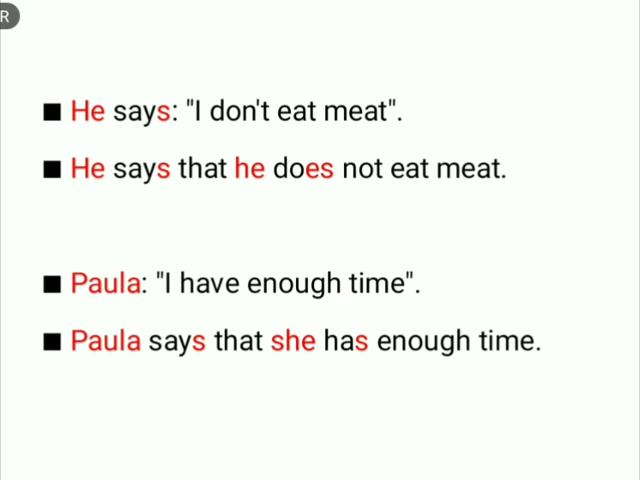 R
■ He says: "I don't eat meat".
■ He says that he does not eat meat.
■ Paula: "I have enough time".
■ Paula says that she has enough time.